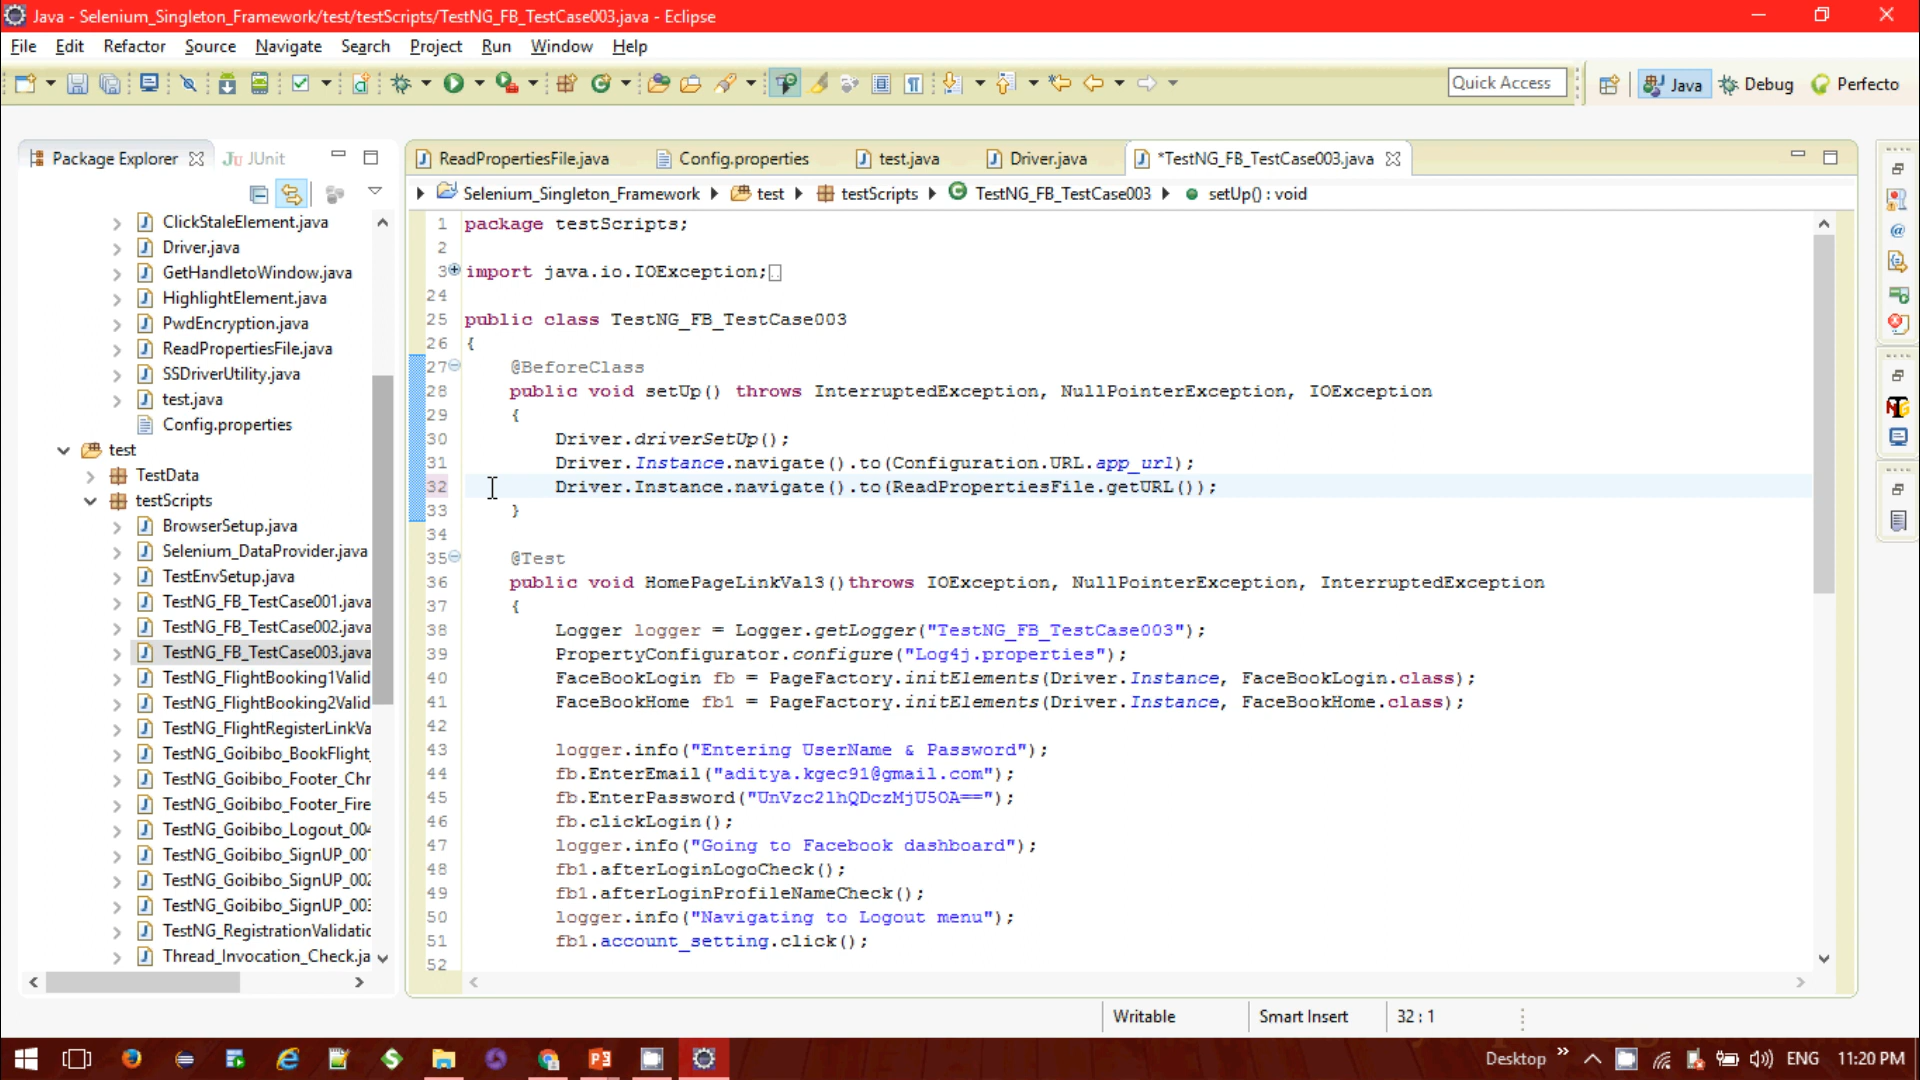 Java - Selenium_Singleton_Framework/test/testScripts/TestNG_FB_TestCase003.java - Eclipse
File Edit Refactor Source Navigate Search Project Run Window Help
Quick Access Java Debug Perfecto
Package Explorer JUnit
ClickStaleElement.java
Driver.java
GetHandletoWindow.java
HighlightElement.java
PwdEncryption.java
ReadPropertiesFile.java
SSDriverUtility.java
test.java
Config.properties
test
TestData
testScripts
BrowserSetup.java
Selenium_DataProvider.java
TestEnvSetup.java
TestNG_FB_TestCase001.java
TestNG_FB_TestCase002.java
TestNG_FB_TestCase003.java
TestNG_FlightBooking1Valid
TestNG_FlightBooking2Valid
TestNG_FlightRegisterLinkVa
TestNG_Goibibo_BookFlight_
TestNG_Goibibo_Footer_Chr
TestNG_Goibibo_Footer_Fire
TestNG_Goibibo_Logout_004
TestNG_Goibibo_SignUP_001
TestNG_Goibibo_SignUP_002
TestNG_Goibibo_SignUP_003
TestNG_RegistrationValidatic
Thread_Invocation_Check.ja
ReadPropertiesFile.java Config.properties test.java Driver.java *TestNG_FB_TestCase003.java
Selenium_Singleton_Framework test testScripts TestNG_FB_TestCase003 setUp() : void
1 package testScripts;
2
3 import java.io.IOException;
24
25 public class TestNG_FB_TestCase003
26 {
27 @BeforeClass
28 public void setUp() throws InterruptedException, NullPointerException, IOException
29 {
30 Driver.driverSetUp();
31 Driver.Instance.navigate().to(Configuration.URL.app_url);
32 Driver.Instance.navigate().to(ReadPropertiesFile.getURL());
33 }
34
35 @Test
36 public void HomePageLinkVal3()throws IOException, NullPointerException, InterruptedException
37 {
38 Logger logger = Logger.getLogger("TestNG_FB_TestCase003");
39 PropertyConfigurator.configure("Log4j.properties");
40 FaceBookLogin fb = PageFactory.initElements(Driver.Instance, FaceBookLogin.class);
41 FaceBookHome fb1 = PageFactory.initElements(Driver.Instance, FaceBookHome.class);
42
43 logger.info("Entering UserName & Password");
44 fb.EnterEmail("aditya.kgec91@gmail.com");
45 fb.EnterPassword("UnVzc2lhQDczMjU5OA==");
46 fb.clickLogin();
47 logger.info("Going to Facebook dashboard");
48 fb1.afterLoginLogoCheck();
49 fb1.afterLoginProfileNameCheck();
50 logger.info("Navigating to Logout menu");
51 fb1.account_setting.click();
52
Writable Smart Insert 32 : 1
Desktop ENG 11:20 PM